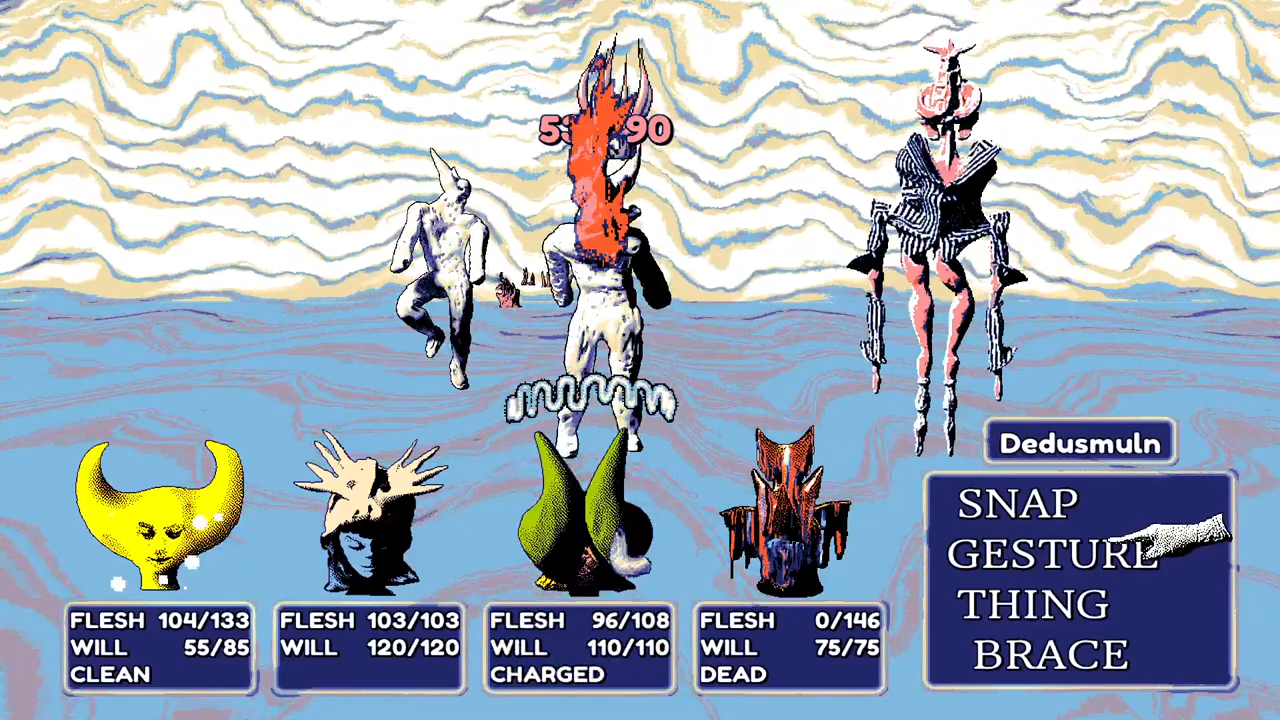 90
Dedusmuln
SNAP
GESTURE
THING
BRACE
FLESH 104/133
WILL 55/85
CLEAN
FLESH 103/103
WILL 120/120
FLESH 96/108
WILL 110/110
CHARGED
FLESH 0/146
WILL 75/75
DEAD